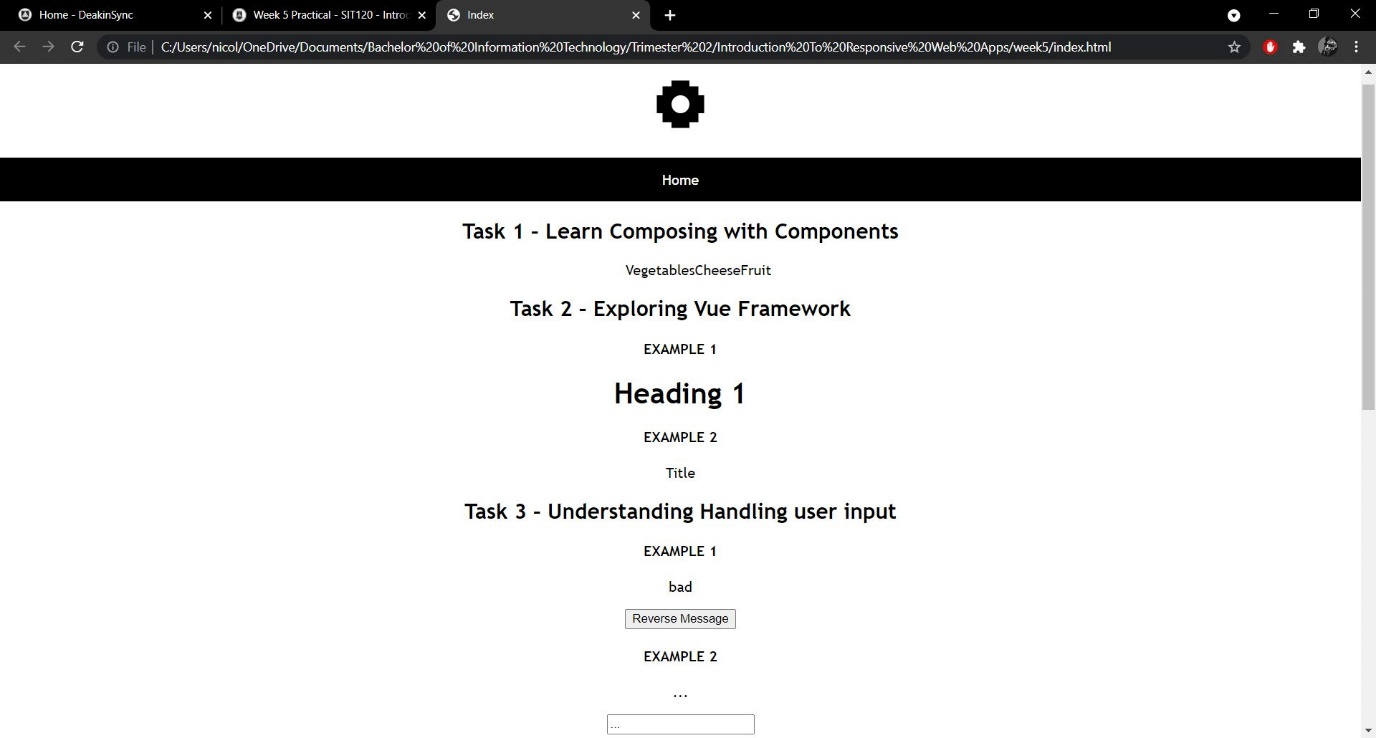 Home - DeakinSync
Week 5 Practical - SIT120 - Introd
Index
File
C:/Users/nicol/OneDrive/Documents/Bachelor%20of%20Information%20Technology/Trimester%202/Introduction%20To%20Responsive%20Web%20Apps/week5/index.html
Home
Task 1 - Learn Composing with Components
VegetablesCheeseFruit
Task 2 - Exploring Vue Framework
EXAMPLE 1
Heading 1
EXAMPLE 2
Title
Task 3 - Understanding Handling user input
EXAMPLE 1
bad
Reverse Message
EXAMPLE 2
...
...